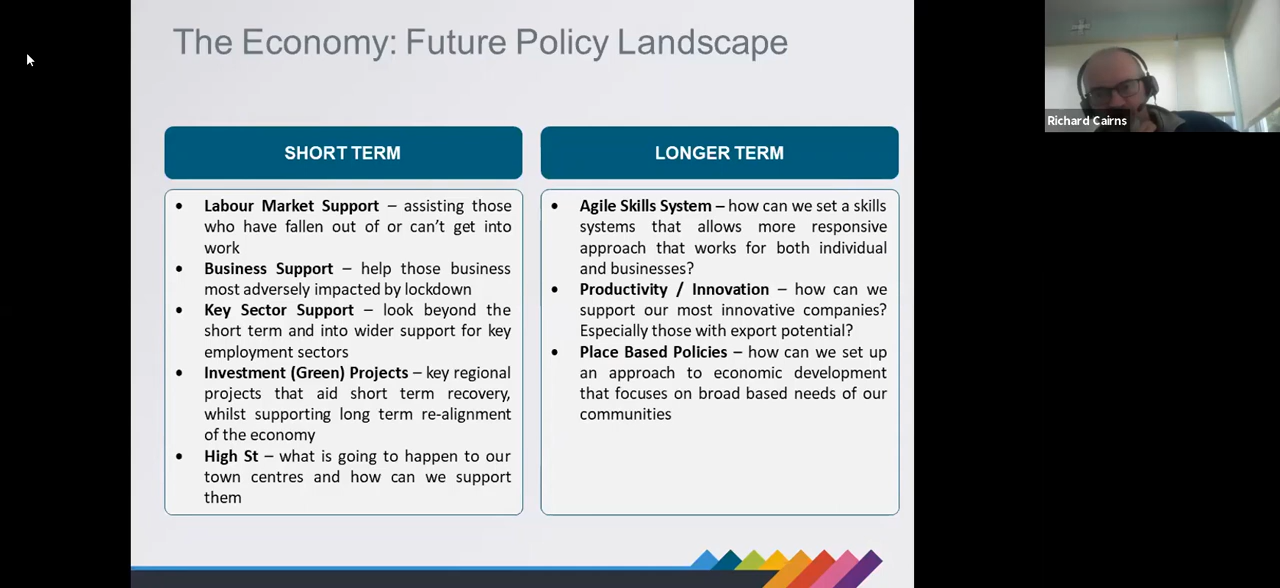 The Economy: Future Policy Landscape
SHORT TERM
• Labour Market Support – assisting those
who have fallen out of or can't get into
work
• Business Support – help those business
most adversely impacted by lockdown
• Key Sector Support – look beyond the
short term and into wider support for key
employment sectors
• Investment (Green) Projects – key regional
projects that aid short term recovery,
whilst supporting long term re-alignment
of the economy
• High St – what is going to happen to our
town centres and how can we support
them
LONGER TERM
• Agile Skills System – how can we set a skills
systems that allows more responsive
approach that works for both individual
and businesses?
• Productivity / Innovation – how can we
support our most innovative companies?
Especially those with export potential?
• Place Based Policies – how can we set up
an approach to economic development
that focuses on broad based needs of our
communities
Richard Cairns